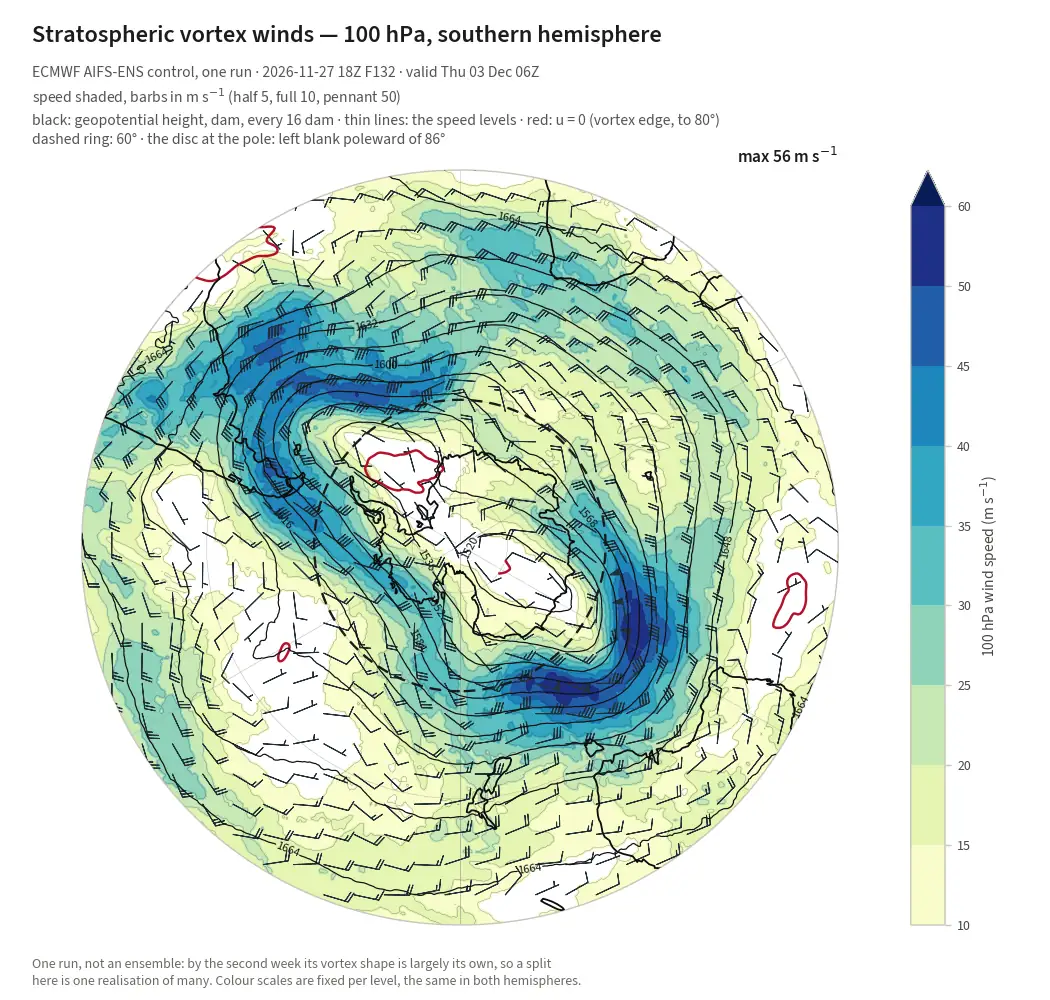 Stratospheric vortex winds — 100 hPa, southern hemisphere
ECMWF AIFS-ENS control, one run · 2026-11-27 18Z F132 · valid Thu 03 Dec 06Z
speed shaded, barbs in m s⁻¹ (half 5, full 10, pennant 50)
black: geopotential height, dam, every 16 dam · thin lines: the speed levels · red: u = 0 (vortex edge, to 80°)
dashed ring: 60° · the disc at the pole: left blank poleward of 86°
max 56 m s⁻¹
1664
1632
1664
1600
1568
1520
1648
1664
1664
1664
60
50
45
40
35
30
25
20
15
10
100 hPa wind speed (m s⁻¹)
One run, not an ensemble: by the second week its vortex shape is largely its own, so a split
here is one realisation of many. Colour scales are fixed per level, the same in both hemispheres.